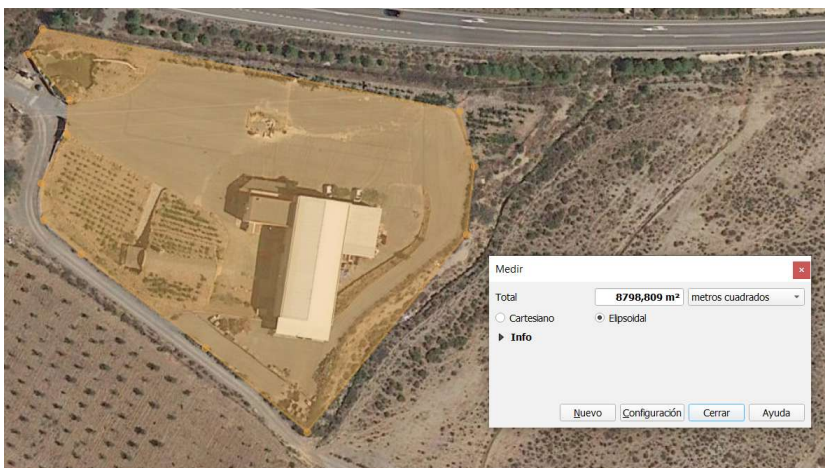 Medir
Total 8798,809 m² metros cuadrados
Cartesiano Elipsoidal
Info
Nuevo Configuración Cerrar Ayuda